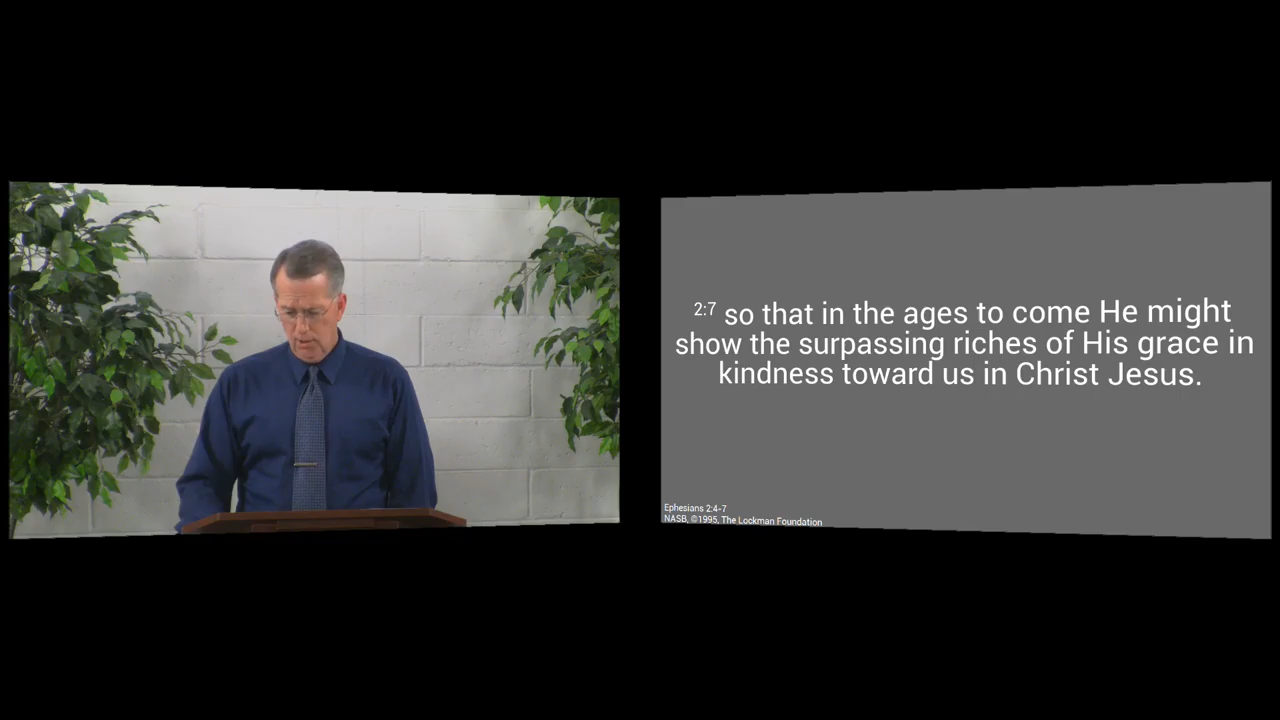 2:7 so that in the ages to come He might
show the surpassing riches of His grace in
kindness toward us in Christ Jesus.
Ephesians 2:4-7
NASB, ©1995, The Lockman Foundation